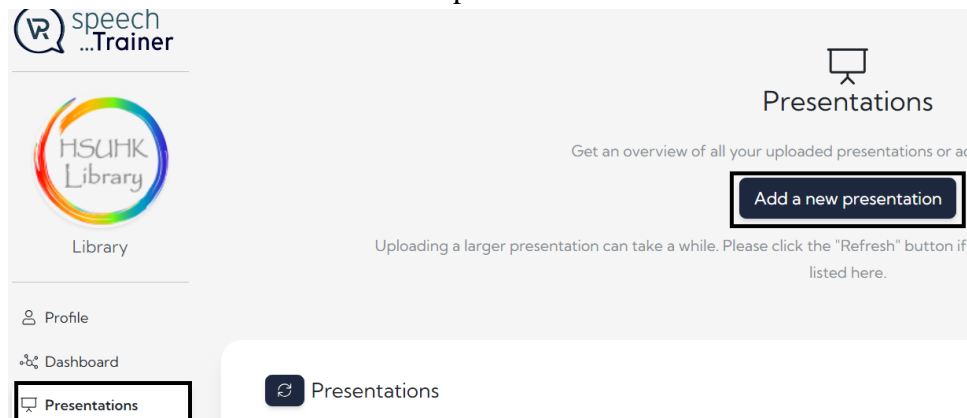 VR speech
...Trainer
HSUHK
Library
Library
Profile
Dashboard
Presentations
Presentations
Get an overview of all your uploaded presentations or
Add a new presentation
Uploading a larger presentation can take a while. Please click the "Refresh" button if
listed here.
Presentations